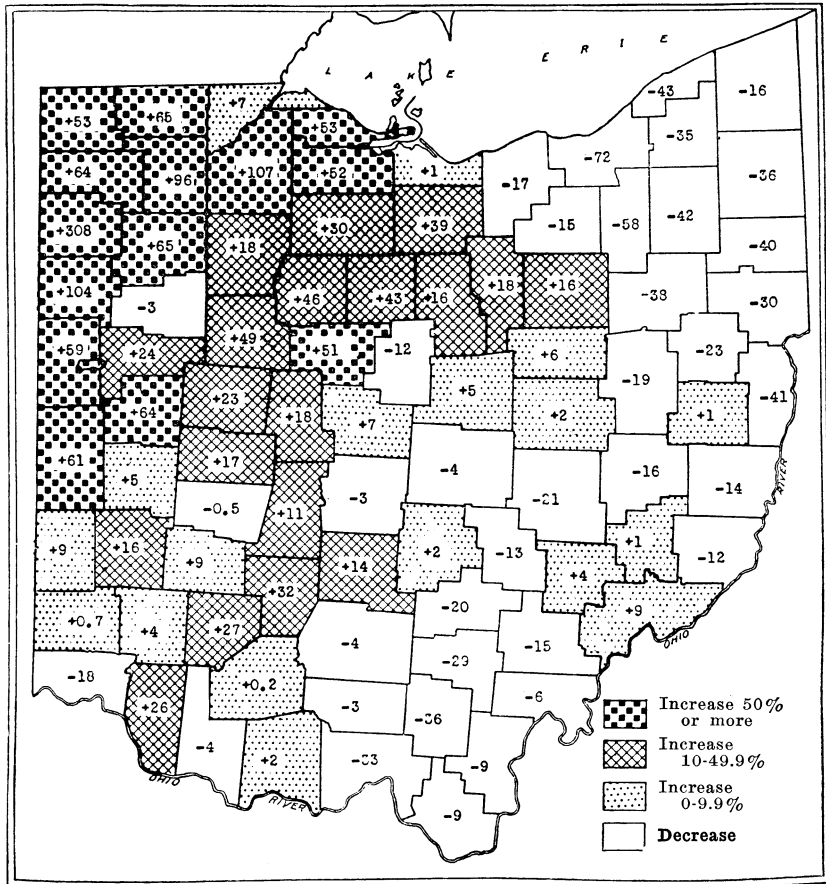 LAKE ERIE
-43 -16
+53 +65 +7 +53 -35
-72
+64 +96 +107 +52 +1 -17 -36
+308 +65 +18 +30 +39 -15 -58 -42
-40
+104 -3 +46 +43 +16 +18 +16 -38 -30
+59 +24 +49 +51 -12 +6 -19 -23
+64 +23 +18 +7 +5 +2 +1 -41
+61 +5 +17 -4 -16
-0.5 +11 -3 -21 -14
RIVER
+9 +16 +9 +14 +2 -13 +4 +1 -12
+32
+0.7 +4 +27 -4 -20 -15 +9
OHIO
-18 +26 +0.2 -29 -6
-3 -36
-4 +2 -33 -9
OHIO RIVER
-9
Increase 50%
or more
Increase
10-49.9%
Increase
0-9.9%
Decrease